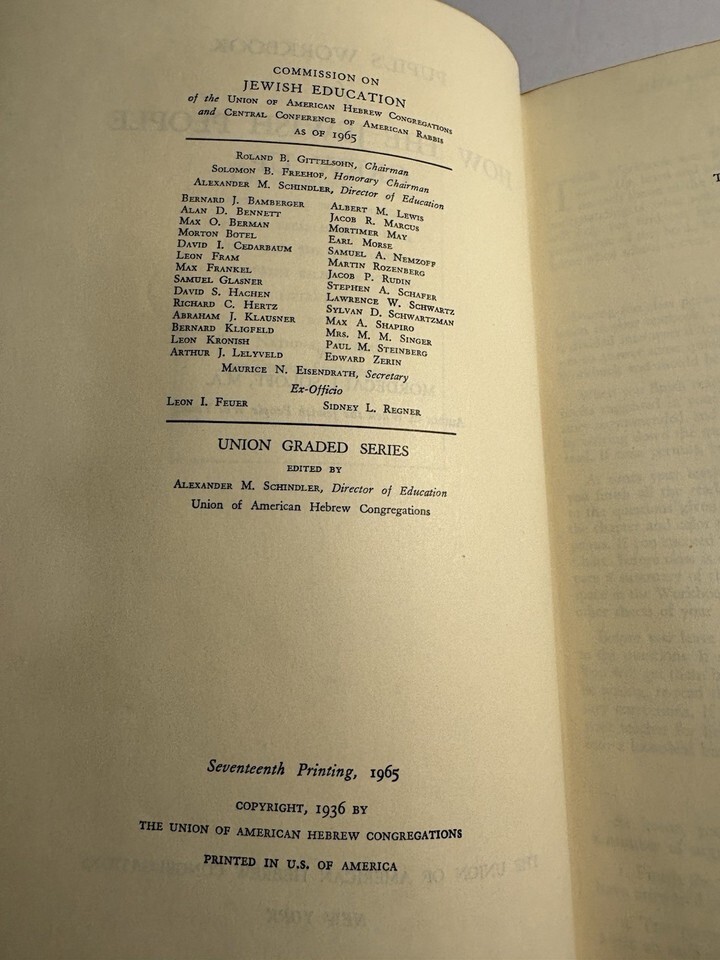 COMMISSION ON
JEWISH EDUCATION
of the UNION OF AMERICAN HEBREW CONGREGATIONS
and CENTRAL CONFERENCE OF AMERICAN RABBIS
AS OF 1965
ROLAND B. GITTELSOHN, Chairman
SOLOMON B. FREEHOF, Honorary Chairman
ALEXANDER M. SCHINDLER, Director of Education
BERNARD J. BAMBERGER
ALAN D. BENNETT
MAX O. BERMAN
MORTON BOTEL
DAVID I. CEDARBAUM
LEON FRAM
MAX FRANKEL
SAMUEL GLASNER
DAVID S. HACHEN
RICHARD C. HERTZ
ABRAHAM J. KLAUSNER
BERNARD KLIGFELD
LEON KRONISH
ARTHUR J. LELYVELD
ALBERT M. LEWIS
JACOB R. MARCUS
MORTIMER MAY
EARL MORSE
SAMUEL A. NEMZOFF
MARTIN ROZENBERG
JACOB P. RUDIN
STEPHEN A. SCHAFER
LAWRENCE W. SCHWARTZ
SYLVAN D. SCHWARTZMAN
MAX A. SHAPIRO
MRS. M. M. SINGER
PAUL M. STEINBERG
EDWARD ZERIN
MAURICE N. EISENDRATH, Secretary
Ex-Officio
LEON I. FEUER SIDNEY L. REGNER
UNION GRADED SERIES
EDITED BY
ALEXANDER M. SCHINDLER, Director of Education
Union of American Hebrew Congregations
Seventeenth Printing, 1965
COPYRIGHT, 1936 BY
THE UNION OF AMERICAN HEBREW CONGREGATIONS
PRINTED IN U.S. OF AMERICA